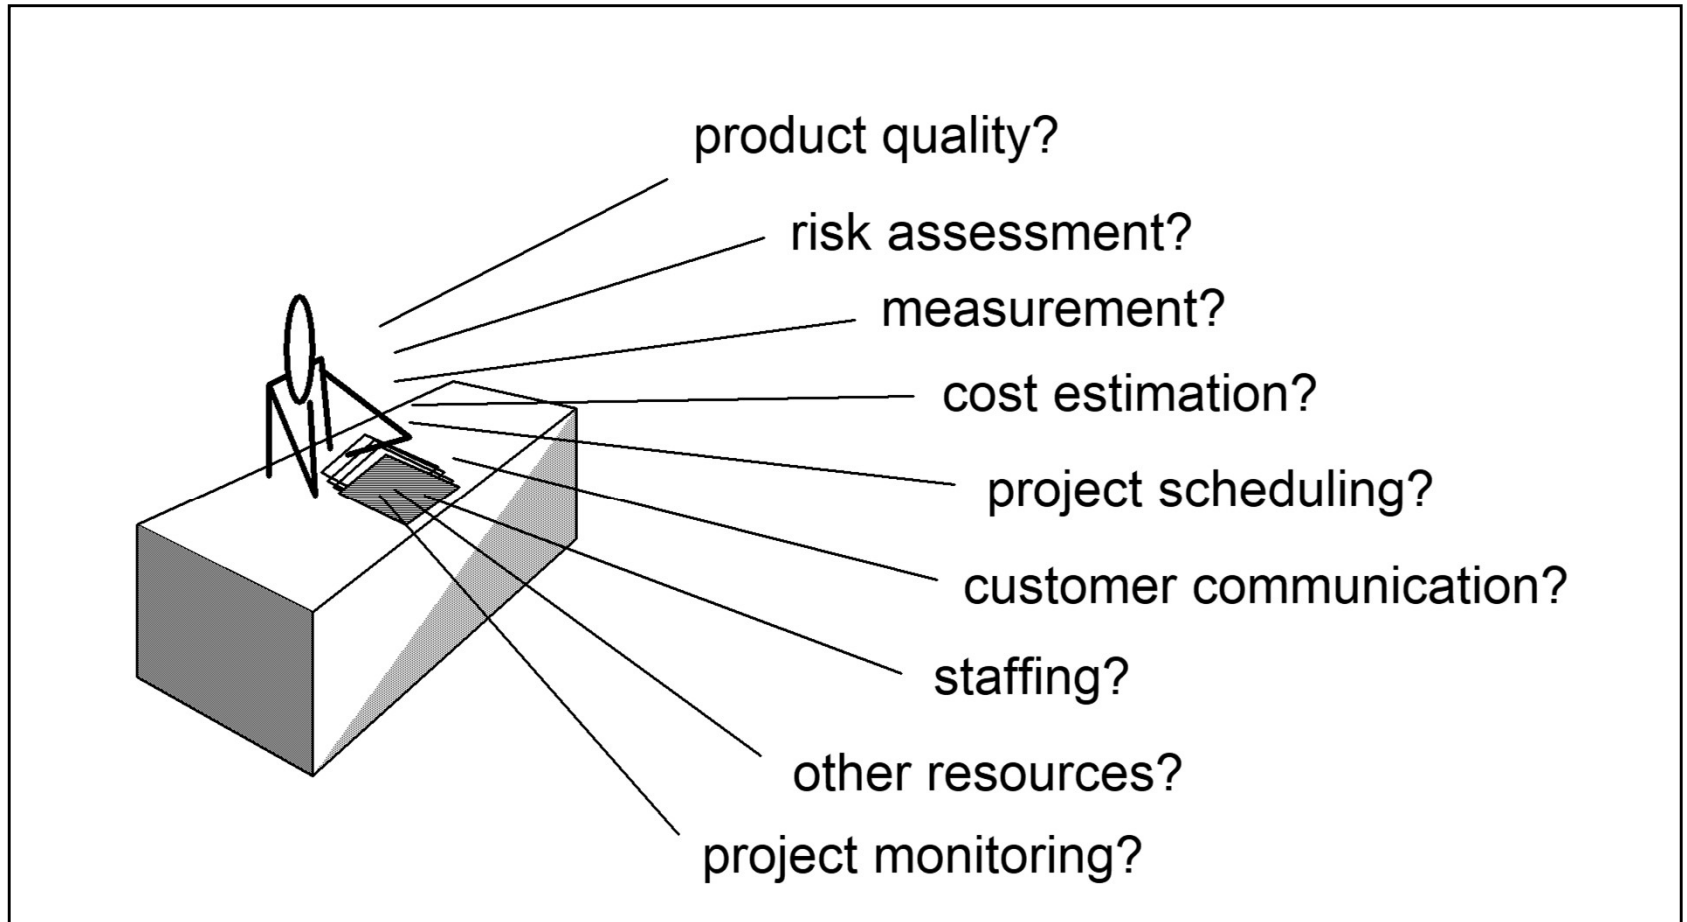 product quality?
risk assessment?
measurement?
cost estimation?
project scheduling?
customer communication?
staffing?
other resources?
project monitoring?